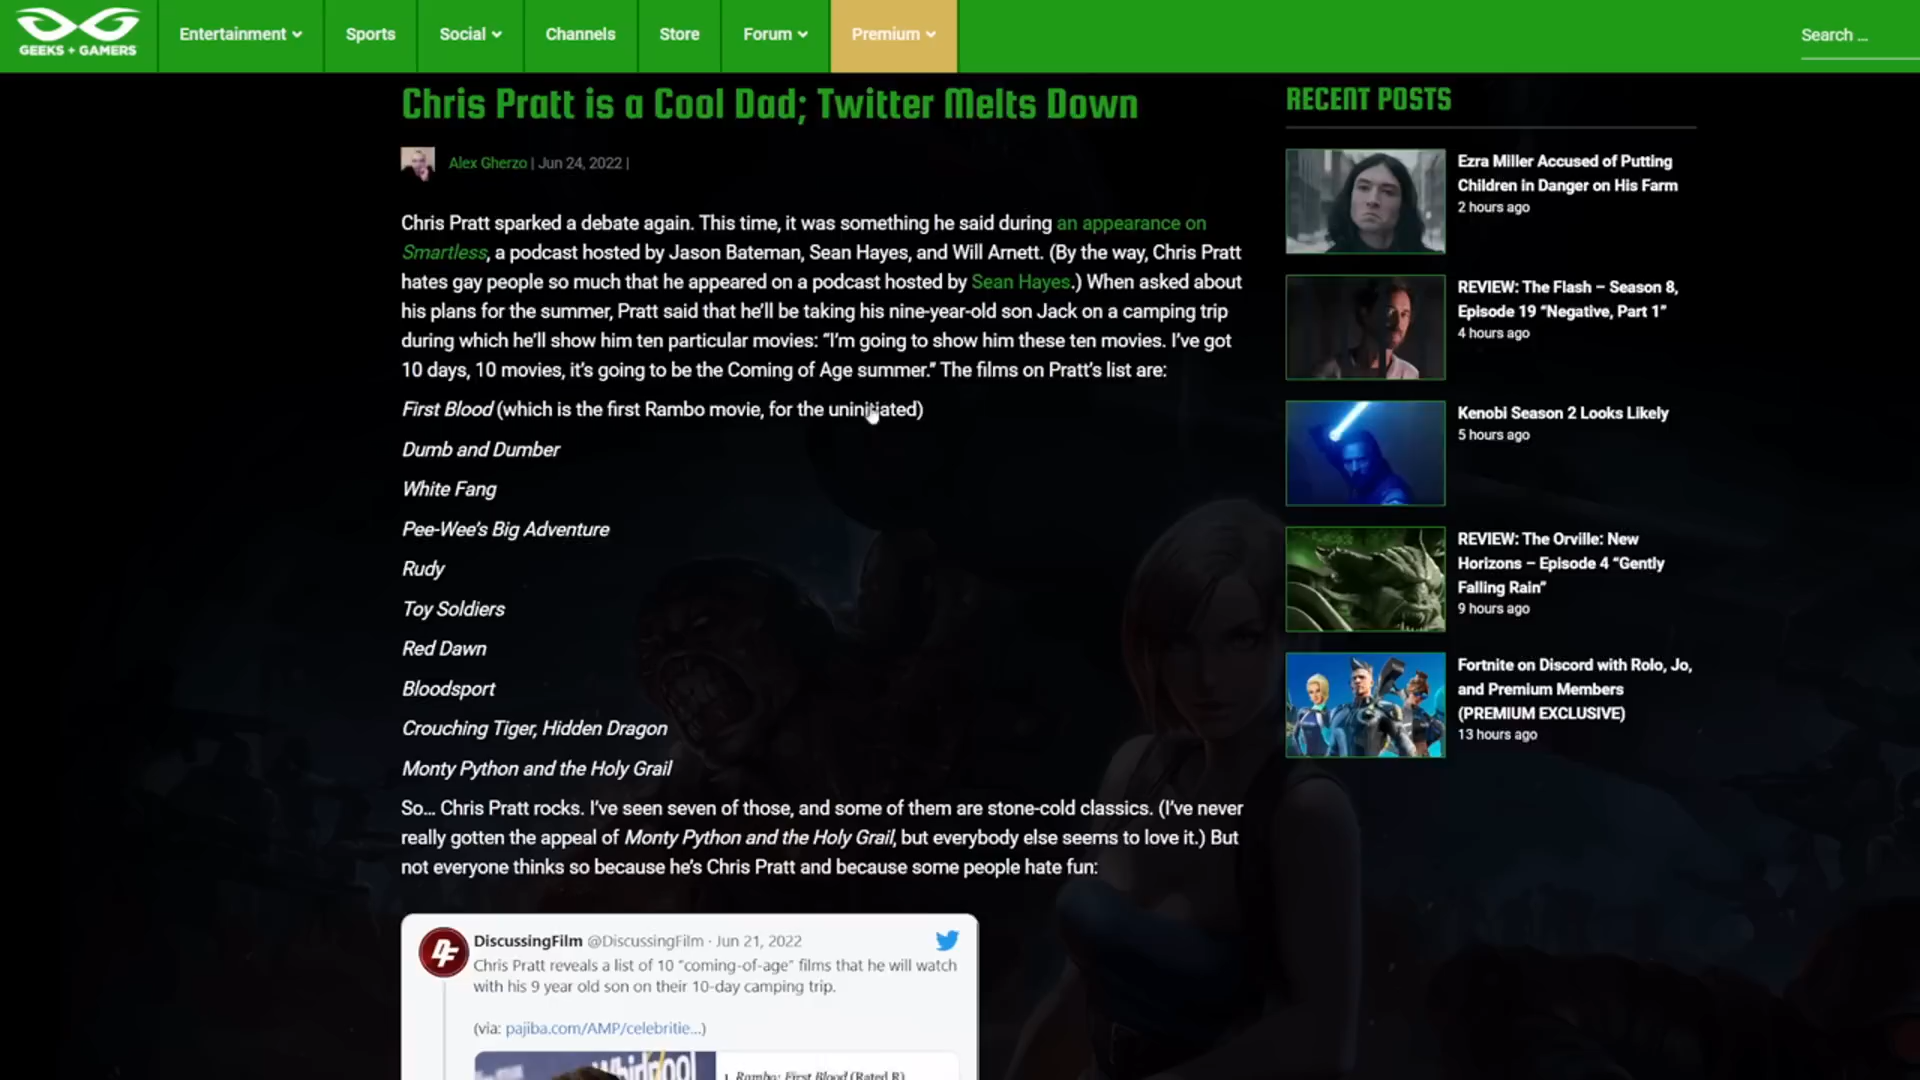 GEEKS + GAMERS
Entertainment
Sports
Social
Channels
Store
Forum
Premium
Search ...
Chris Pratt is a Cool Dad; Twitter Melts Down
Alex Gherzo | Jun 24, 2022 |
Chris Pratt sparked a debate again. This time, it was something he said during an appearance on
Smartless, a podcast hosted by Jason Bateman, Sean Hayes, and Will Arnett. (By the way, Chris Pratt
hates gay people so much that he appeared on a podcast hosted by Sean Hayes.) When asked about
his plans for the summer, Pratt said that he'll be taking his nine-year-old son Jack on a camping trip
during which he'll show him ten particular movies: “I'm going to show him these ten movies. I've got
10 days, 10 movies, it's going to be the Coming of Age summer.” The films on Pratt's list are:
First Blood (which is the first Rambo movie, for the uninitiated)
Dumb and Dumber
White Fang
Pee-Wee's Big Adventure
Rudy
Toy Soldiers
Red Dawn
Bloodsport
Crouching Tiger, Hidden Dragon
Monty Python and the Holy Grail
So… Chris Pratt rocks. I've seen seven of those, and some of them are stone-cold classics. (I've never
really gotten the appeal of Monty Python and the Holy Grail, but everybody else seems to love it.) But
not everyone thinks so because he's Chris Pratt and because some people hate fun:
DiscussingFilm @DiscussingFilm · Jun 21, 2022
Chris Pratt reveals a list of 10 "coming-of-age" films that he will watch
with his 9 year old son on their 10-day camping trip.
(via: pajiba.com/AMP/celebritie...)
Whirlpool
1. Rambo: First Blood (Rated R)
RECENT POSTS
Ezra Miller Accused of Putting
Children in Danger on His Farm
2 hours ago
REVIEW: The Flash – Season 8,
Episode 19 “Negative, Part 1”
4 hours ago
Kenobi Season 2 Looks Likely
5 hours ago
REVIEW: The Orville: New
Horizons – Episode 4 “Gently
Falling Rain”
9 hours ago
Fortnite on Discord with Rolo, Jo,
and Premium Members
(PREMIUM EXCLUSIVE)
13 hours ago